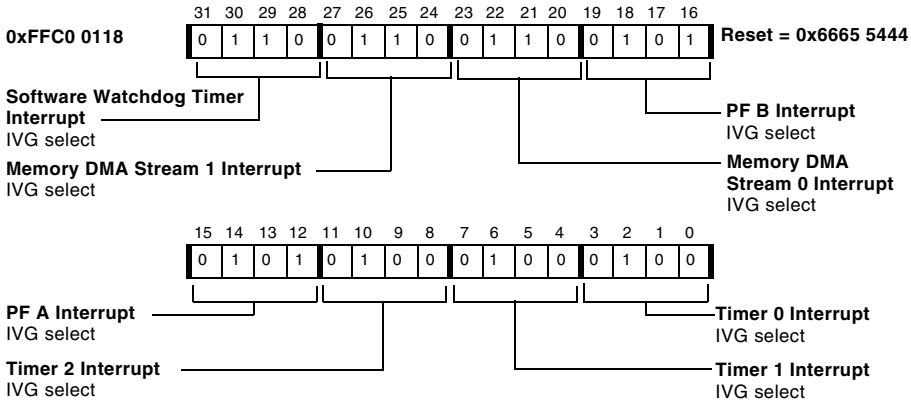 31 30 29 28 27 26 25 24 23 22 21 20 19 18 17 16
0xFFC0 0118
0 1 1 0 0 1 1 0 0 1 1 0 0 1 0 1
Reset = 0x6665 5444
Software Watchdog Timer
Interrupt
IVG select
Memory DMA Stream 1 Interrupt
IVG select
PF B Interrupt
IVG select
Memory DMA
Stream 0 Interrupt
IVG select
15 14 13 12 11 10 9 8 7 6 5 4 3 2 1 0
0 1 0 1 0 1 0 0 0 1 0 0 0 1 0 0
PF A Interrupt
IVG select
Timer 2 Interrupt
IVG select
Timer 0 Interrupt
IVG select
Timer 1 Interrupt
IVG select